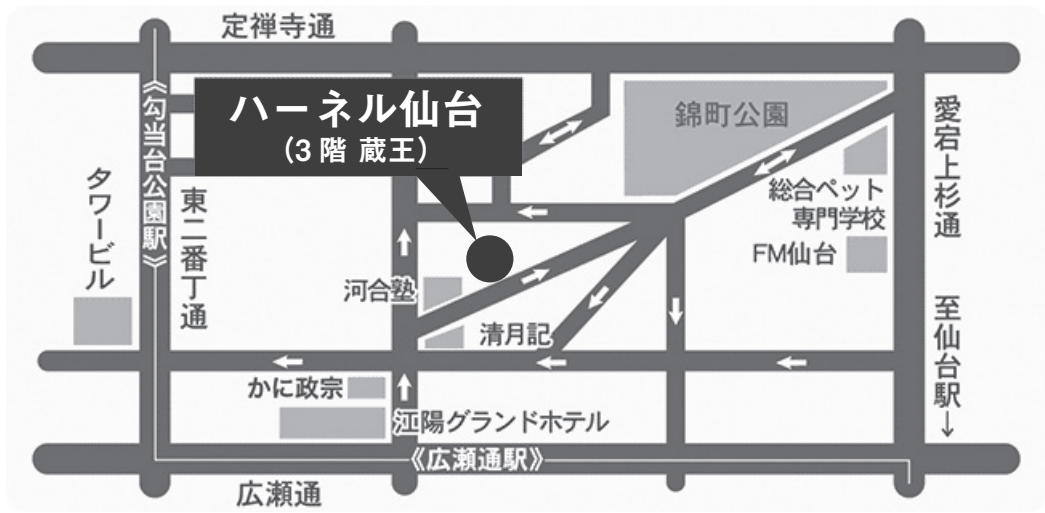 定禅寺通
ハーネル仙台
(3階 蔵王)
錦町公園
愛宕上杉通
《勾当台公園駅》
タワービル
東二番丁通
総合ペット
専門学校
FM仙台
河合塾
清月記
至仙台駅↓
かに政宗
江陽グランドホテル
《広瀬通駅》
広瀬通